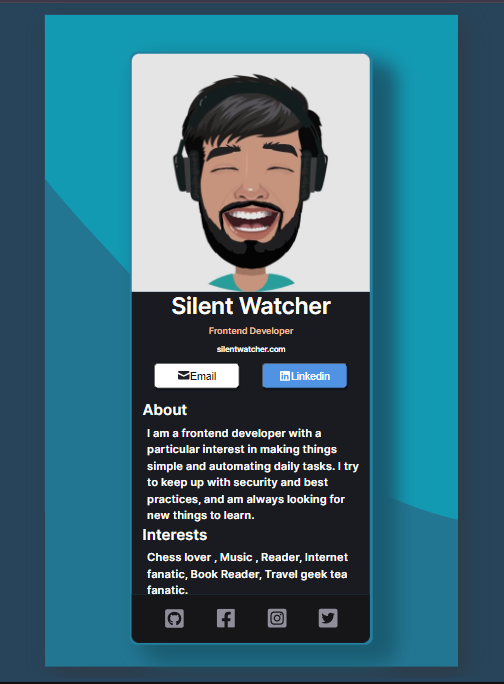 Silent Watcher
Frontend Developer
silentwatcher.com
Email
Linkedin
About
I am a frontend developer with a
particular interest in making things
simple and automating daily tasks. I try
to keep up with security and best
practices, and am always looking for
new things to learn.
Interests
Chess lover , Music , Reader, Internet
fanatic, Book Reader, Travel geek tea
fanatic.